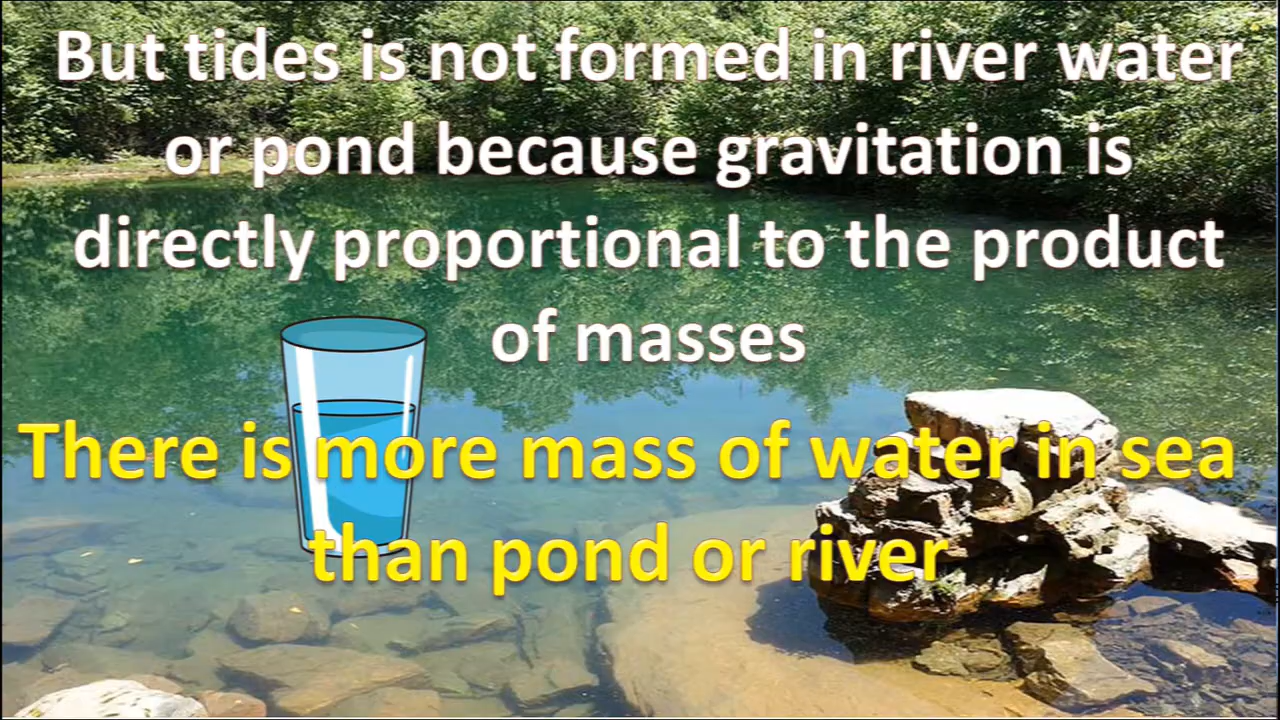 But tides is not formed in river water
or pond because gravitation is
directly proportional to the product
of masses
There is more mass of water in sea
than pond or river